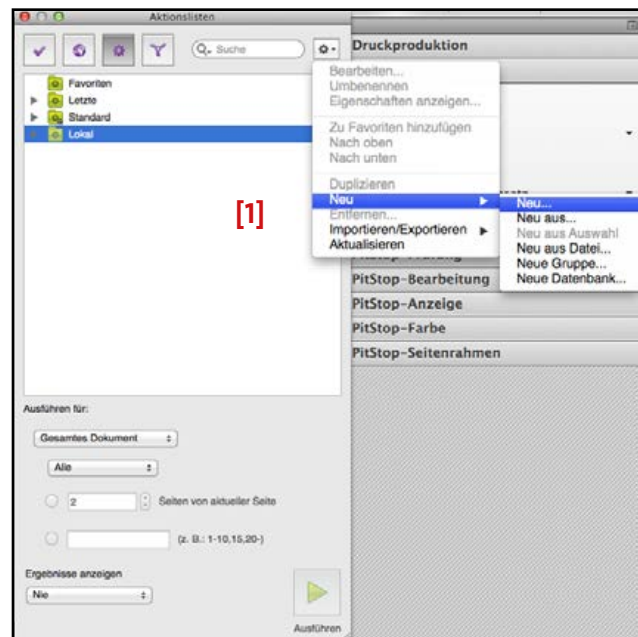 Aktionslisten
Suche
Favoriten
Letzte
Standard
Lokal
[1]
Bearbeiten...
Umbenennen
Eigenschaften anzeigen...
Zu Favoriten hinzufügen
Nach oben
Nach unten
Duplizieren
Neu
Entfernen...
Importieren/Exportieren
Aktualisieren
Neu...
Neu aus...
Neu aus Auswahl
Neu aus Datei...
Neue Gruppe...
Neue Datenbank...
Druckproduktion
PitStop-Bearbeitung
PitStop-Anzeige
PitStop-Farbe
PitStop-Seitenrahmen
Ausführen für:
Gesamtes Dokument
Alle
2 Seiten von aktueller Seite
(z. B.: 1-10,15,20-)
Ergebnisse anzeigen
Nie
Ausführen